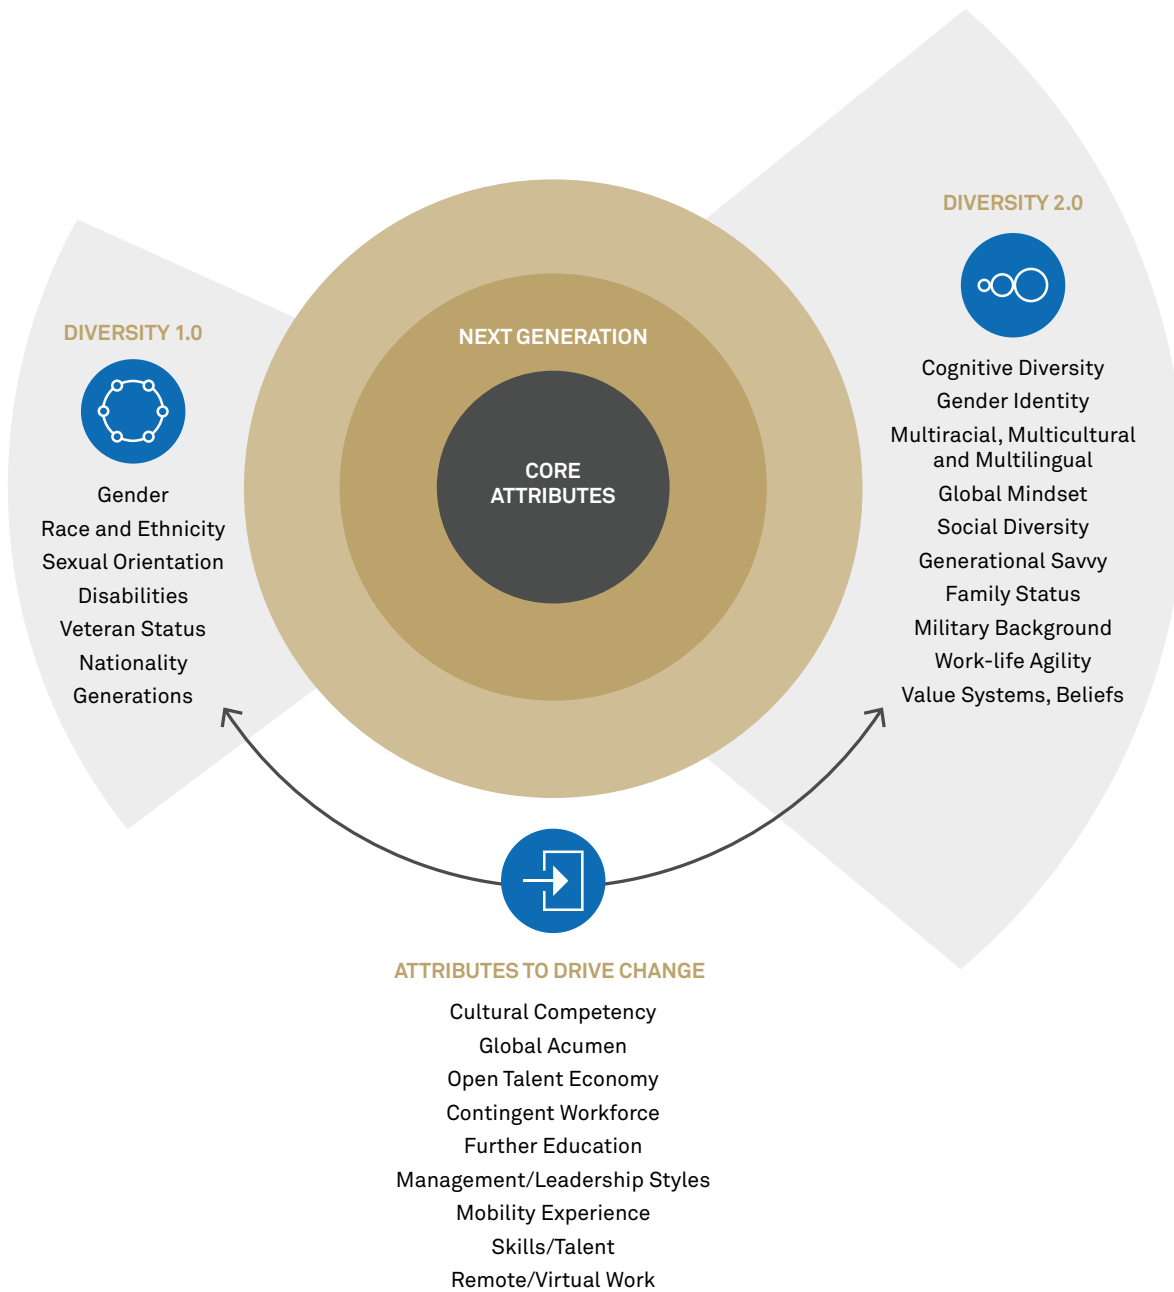 DIVERSITY 1.0
Gender
Race and Ethnicity
Sexual Orientation
Disabilities
Veteran Status
Nationality
Generations
NEXT GENERATION
CORE
ATTRIBUTES
DIVERSITY 2.0
Cognitive Diversity
Gender Identity
Multiracial, Multicultural
and Multilingual
Global Mindset
Social Diversity
Generational Savvy
Family Status
Military Background
Work-life Agility
Value Systems, Beliefs
ATTRIBUTES TO DRIVE CHANGE
Cultural Competency
Global Acumen
Open Talent Economy
Contingent Workforce
Further Education
Management/Leadership Styles
Mobility Experience
Skills/Talent
Remote/Virtual Work